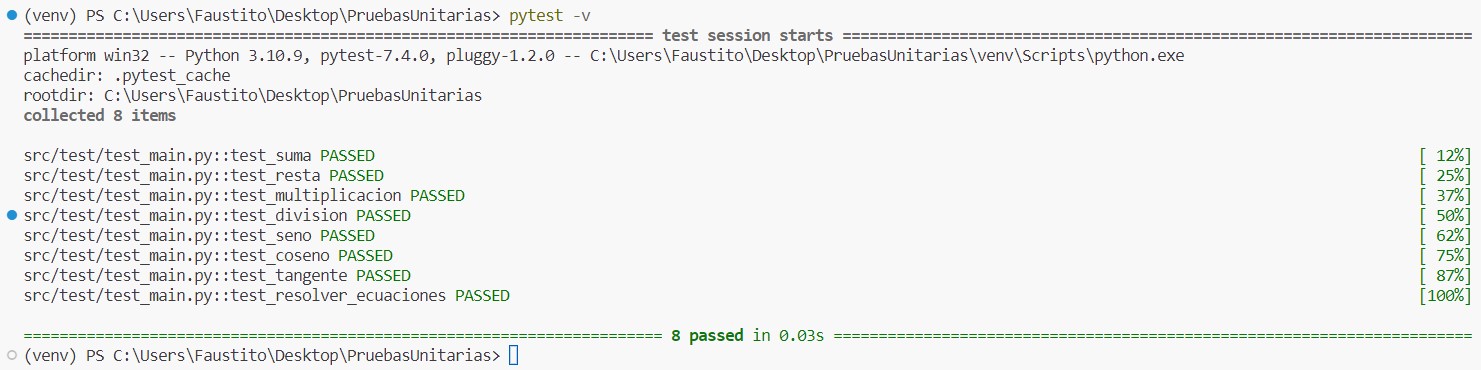 (venv) PS C:\Users\Faustito\Desktop\PruebasUnitarias> pytest -v
======================================================================= test session starts =======================================================================
platform win32 -- Python 3.10.9, pytest-7.4.0, pluggy-1.2.0 -- C:\Users\Faustito\Desktop\PruebasUnitarias\venv\Scripts\python.exe
cachedir: .pytest_cache
rootdir: C:\Users\Faustito\Desktop\PruebasUnitarias
collected 8 items
src/test/test_main.py::test_suma PASSED [ 12%]
src/test/test_main.py::test_resta PASSED [ 25%]
src/test/test_main.py::test_multiplicacion PASSED [ 37%]
src/test/test_main.py::test_division PASSED [ 50%]
src/test/test_main.py::test_seno PASSED [ 62%]
src/test/test_main.py::test_coseno PASSED [ 75%]
src/test/test_main.py::test_tangente PASSED [ 87%]
src/test/test_main.py::test_resolver_ecuaciones PASSED [100%]
======================================================================== 8 passed in 0.03s ========================================================================
(venv) PS C:\Users\Faustito\Desktop\PruebasUnitarias>